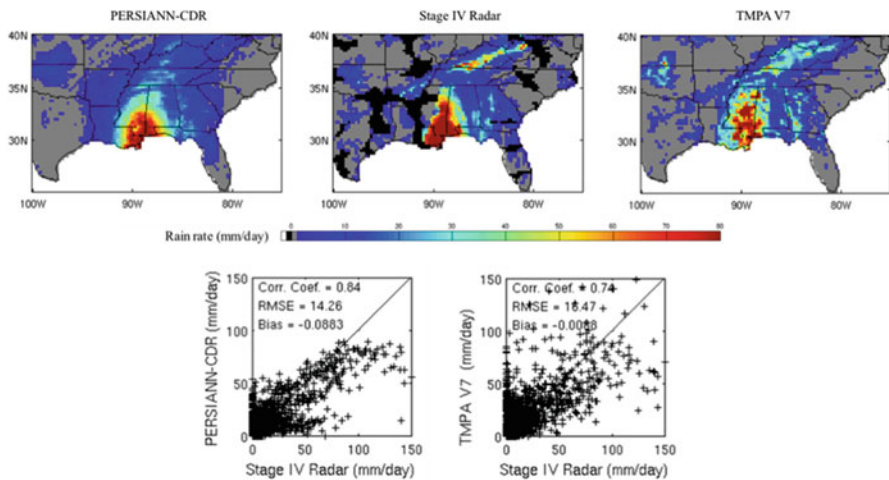 PERSIANN-CDR Stage IV Radar TMPA V7
40N 40N 40N
35N 35N 35N
30N 30N 30N
100W 90W 80W 100W 90W 80W 100W 90W 80W
Rain rate (mm/day) 0 10 20 30 40 50 60 70 80
150 150
Corr. Coef. = 0.84 Corr. Coef. = 0.74
RMSE = 14.26 RMSE = 16.47
Bias = -0.0883 Bias =
100 100
PERSIANN-CDR (mm/day) TMPA V7 (mm/day)
50 50
0 0
0 50 100 150 0 50 100 150
Stage IV Radar (mm/day) Stage IV Radar (mm/day)